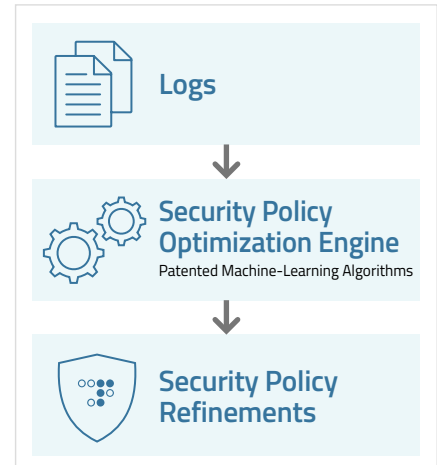 Logs
Security Policy
Optimization Engine
Patented Machine-Learning Algorithms
Security Policy
Refinements